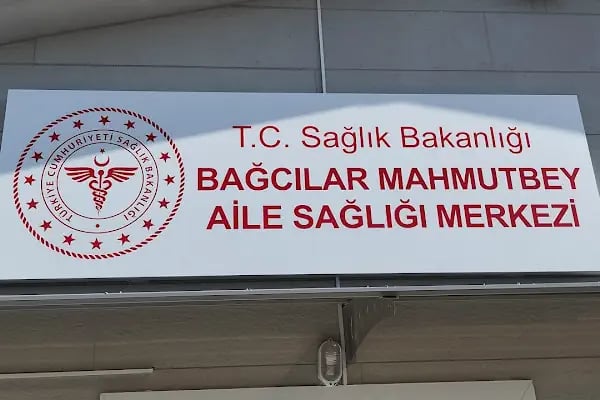 TÜRKİYE CUMHURİYETİ SAĞLIK BAKANLIĞI
T.C. Sağlık Bakanlığı
BAĞCILAR MAHMUTBEY
AİLE SAĞLIĞI MERKEZİ